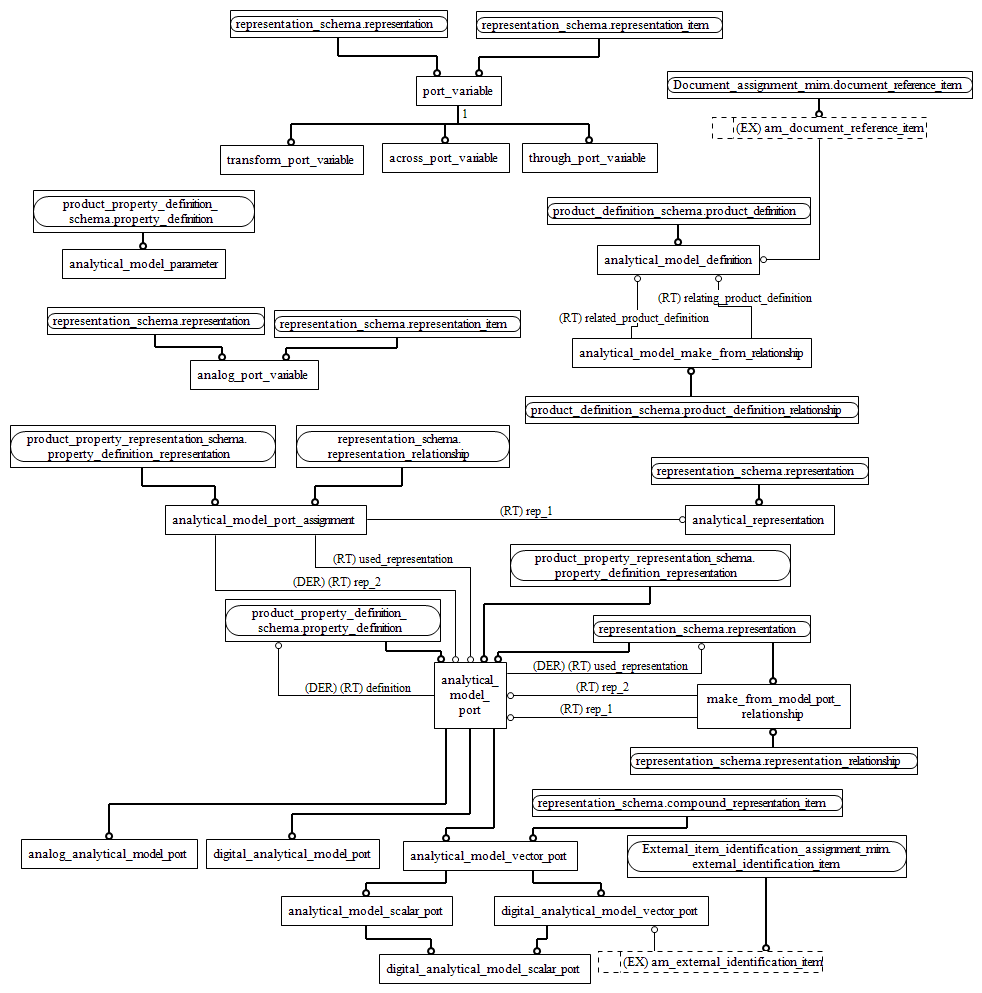 representation_schema.representation
representation_schema.representation_item
port_variable
1
transform_port_variable
across_port_variable
through_port_variable
Document_assignment_mim.document_reference_item
(EX) am_document_reference_item
product_property_definition_
schema.property_definition
analytical_model_parameter
product_definition_schema.product_definition
analytical_model_definition
(RT) relating_product_definition
(RT) related_product_definition
analytical_model_make_from_relationship
product_definition_schema.product_definition_relationship
representation_schema.representation
representation_schema.representation_item
analog_port_variable
product_property_representation_schema.
property_definition_representation
representation_schema.
representation_relationship
representation_schema.representation
analytical_model_port_assignment
(RT) rep_1
analytical_representation
(RT) used_representation
(DER) (RT) rep_2
product_property_representation_schema.
property_definition_representation
product_property_definition_
schema.property_definition
representation_schema.representation
(DER) (RT) used_representation
(DER) (RT) definition
analytical_
model_
port
(RT) rep_2
(RT) rep_1
make_from_model_port_
relationship
representation_schema.representation_relationship
representation_schema.compound_representation_item
analog_analytical_model_port
digital_analytical_model_port
analytical_model_vector_port
External_item_identification_assignment_mim.
external_identification_item
analytical_model_scalar_port
digital_analytical_model_vector_port
digital_analytical_model_scalar_port
(EX) am_external_identification_item